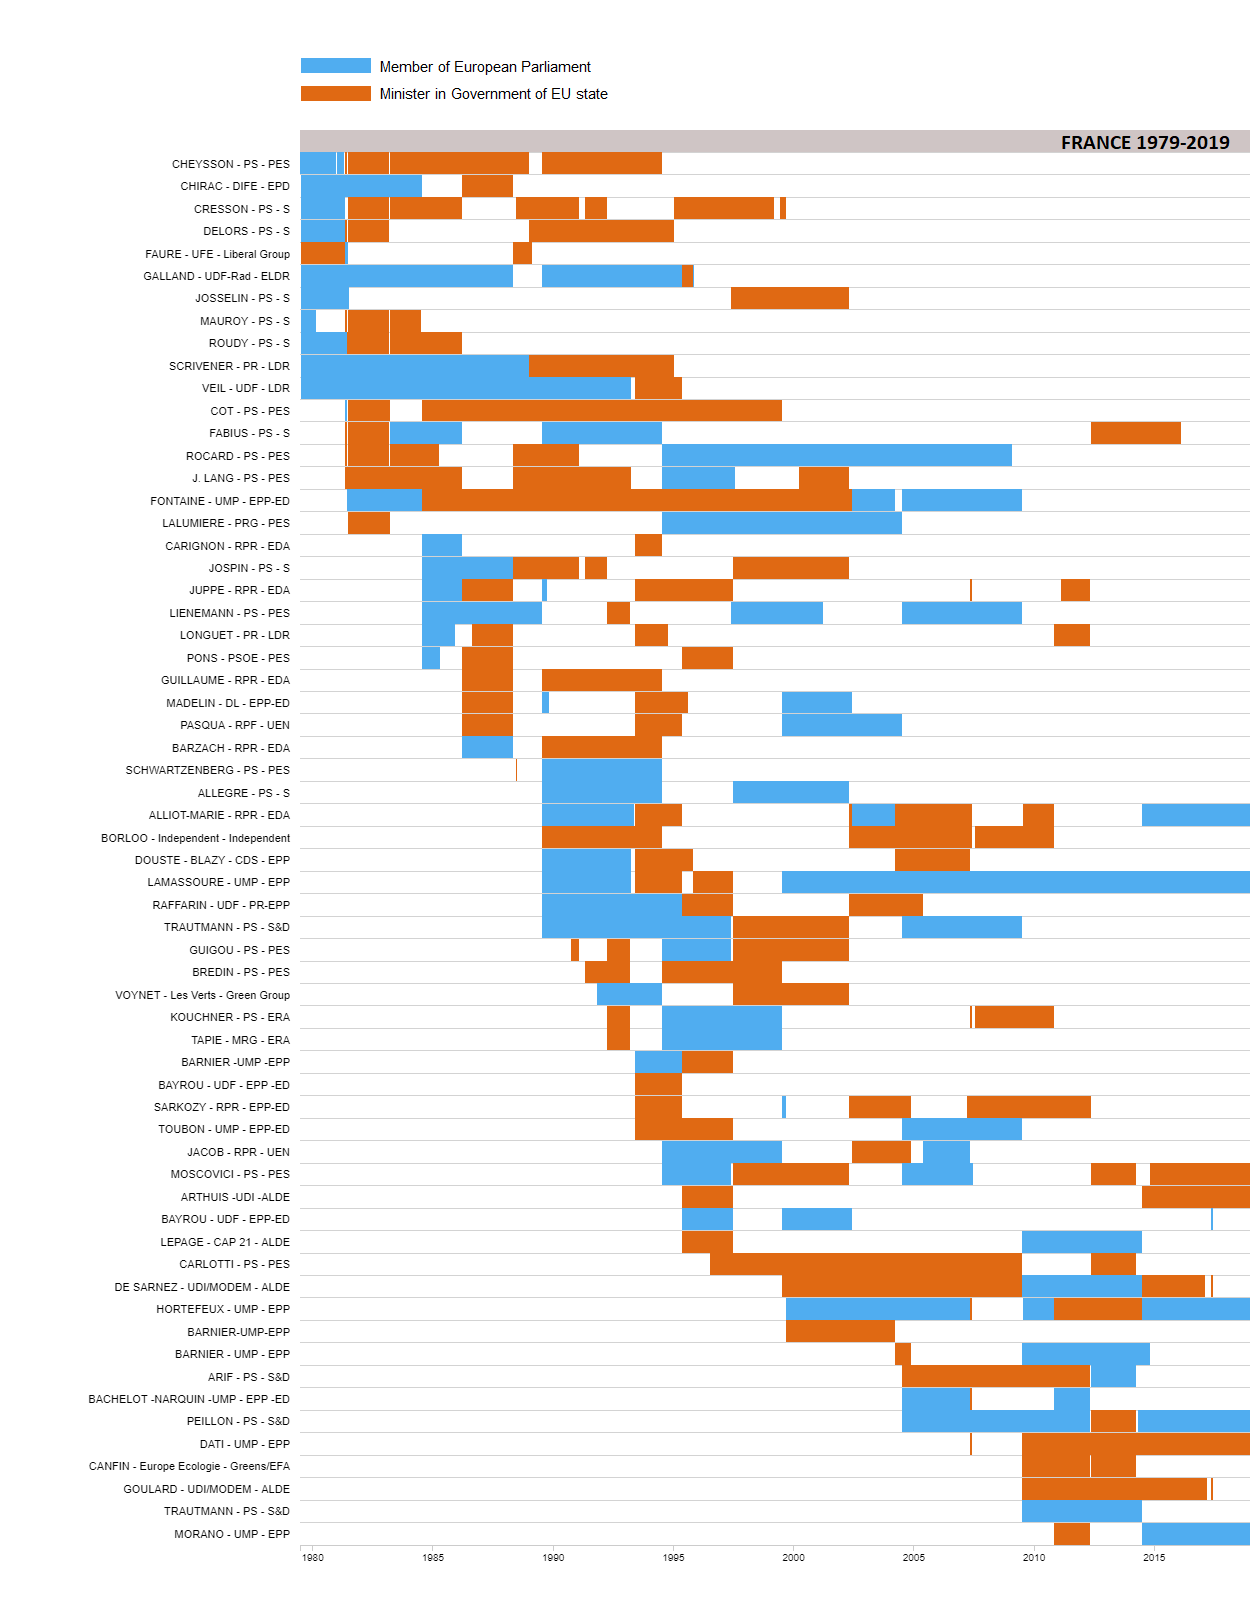 Member of European Parliament
Minister in Government of EU state
FRANCE 1979-2019
CHEYSSON - PS - PES
CHIRAC - DIFE - EPD
CRESSON - PS - S
DELORS - PS - S
FAURE - UFE - Liberal Group
GALLAND - UDF-Rad - ELDR
JOSSELIN - PS - S
MAUROY - PS - S
ROUDY - PS - S
SCRIVENER - PR - LDR
VEIL - UDF - LDR
COT - PS - PES
FABIUS - PS - S
ROCARD - PS - PES
J. LANG - PS - PES
FONTAINE - UMP - EPP-ED
LALUMIERE - PRG - PES
CARIGNON - RPR - EDA
JOSPIN - PS - S
JUPPE - RPR - EDA
LIENEMANN - PS - PES
LONGUET - PR - LDR
PONS - PSOE - PES
GUILLAUME - RPR - EDA
MADELIN - DL - EPP-ED
PASQUA - RPF - UEN
BARZACH - RPR - EDA
SCHWARTZENBERG - PS - PES
ALLEGRE - PS - S
ALLIOT-MARIE - RPR - EDA
BORLOO - Independent - Independent
DOUSTE - BLAZY - CDS - EPP
LAMASSOURE - UMP - EPP
RAFFARIN - UDF - PR-EPP
TRAUTMANN - PS - S&D
GUIGOU - PS - PES
BREDIN - PS - PES
VOYNET - Les Verts - Green Group
KOUCHNER - PS - ERA
TAPIE - MRG - ERA
BARNIER -UMP -EPP
BAYROU - UDF - EPP -ED
SARKOZY - RPR - EPP-ED
TOUBON - UMP - EPP-ED
JACOB - RPR - UEN
MOSCOVICI - PS - PES
ARTHUIS -UDI -ALDE
BAYROU - UDF - EPP-ED
LEPAGE - CAP 21 - ALDE
CARLOTTI - PS - PES
DE SARNEZ - UDI/MODEM - ALDE
HORTEFEUX - UMP - EPP
BARNIER-UMP-EPP
BARNIER - UMP - EPP
ARIF - PS - S&D
BACHELOT -NARQUIN -UMP - EPP -ED
PEILLON - PS - S&D
DATI - UMP - EPP
CANFIN - Europe Ecologie - Greens/EFA
GOULARD - UDI/MODEM - ALDE
TRAUTMANN - PS - S&D
MORANO - UMP - EPP
1980 1985 1990 1995 2000 2005 2010 2015